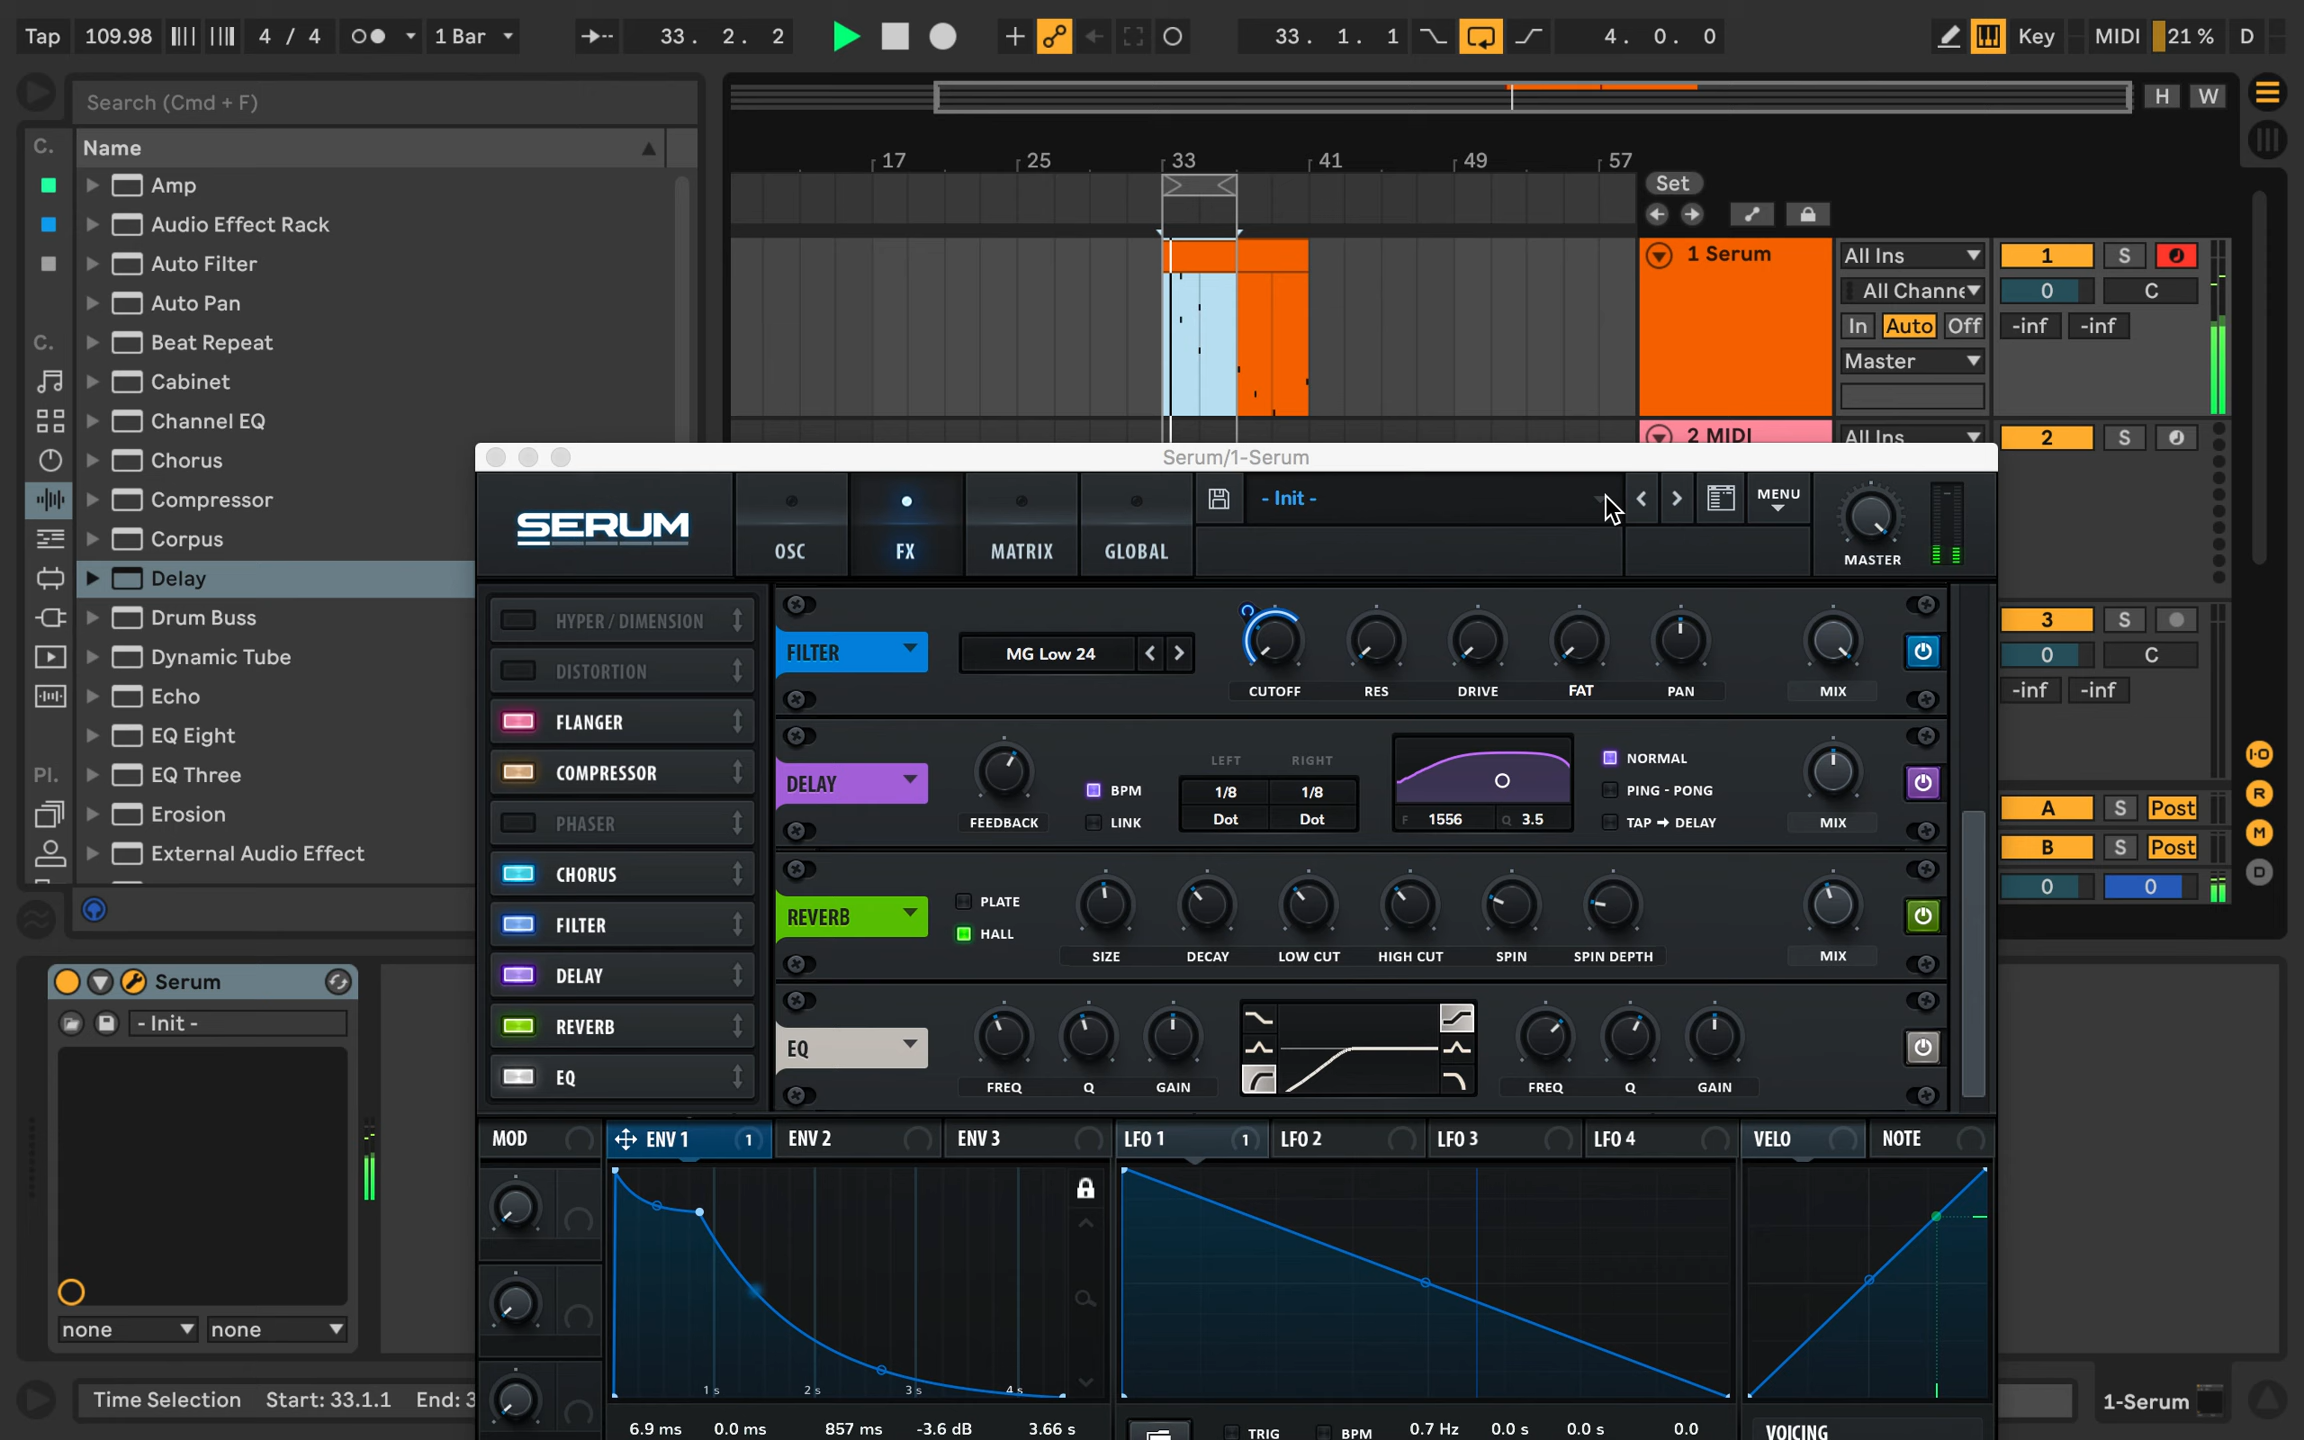 Tap 109.98 4 / 4 1 Bar 33. 2. 2 33. 1. 1 4. 0. 0 Key MIDI 21 % D
Search (Cmd + F)
H W
C. Name
17 25 33 41 49 57
Set
Amp
Audio Effect Rack
Auto Filter
Auto Pan
C. Beat Repeat
Cabinet
Channel EQ
Chorus
Compressor
Corpus
Delay
Drum Buss
Dynamic Tube
Echo
EQ Eight
Pl. EQ Three
Erosion
External Audio Effect
1 Serum All Ins 1 S
All Channe 0 C
In Auto Off -inf -inf
Master
2 MIDI All Ins 2 S
3 S
0 C
-inf -inf
A S Post
B S Post
0 0
I·O
R
M
D
Serum/1-Serum
SERUM
OSC FX MATRIX GLOBAL
- Init -
MENU
MASTER
HYPER / DIMENSION
DISTORTION
FLANGER
COMPRESSOR
PHASER
CHORUS
FILTER
DELAY
REVERB
EQ
FILTER MG Low 24
CUTOFF RES DRIVE FAT PAN MIX
DELAY
FEEDBACK
BPM
LINK
LEFT RIGHT
1/8 1/8
Dot Dot
F 1556 Q 3.5
NORMAL
PING - PONG
TAP ➔ DELAY
MIX
REVERB
PLATE
HALL
SIZE DECAY LOW CUT HIGH CUT SPIN SPIN DEPTH MIX
EQ
FREQ Q GAIN FREQ Q GAIN
MOD ENV 1 1 ENV 2 ENV 3 LFO 1 1 LFO 2 LFO 3 LFO 4 VELO NOTE
1 s 2 s 3 s 4 s
6.9 ms 0.0 ms 857 ms -3.6 dB 3.66 s
TRIG BPM 0.7 Hz 0.0 s 0.0 s 0.0
VOICING
Serum
- Init -
none none
Time Selection Start: 33.1.1 End: 3
1-Serum